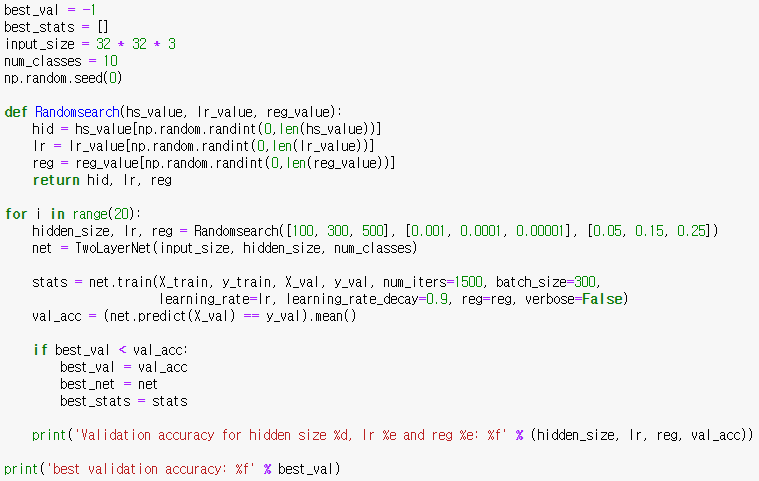 best_val = -1
best_stats = []
input_size = 32 * 32 * 3
num_classes = 10
np.random.seed(0)

def Randomsearch(hs_value, lr_value, reg_value):
    hid = hs_value[np.random.randint(0,len(hs_value))]
    lr = lr_value[np.random.randint(0,len(lr_value))]
    reg = reg_value[np.random.randint(0,len(reg_value))]
    return hid, lr, reg

for i in range(20):
    hidden_size, lr, reg = Randomsearch([100, 300, 500], [0.001, 0.0001, 0.00001], [0.05, 0.15, 0.25])
    net = TwoLayerNet(input_size, hidden_size, num_classes)

    stats = net.train(X_train, y_train, X_val, y_val, num_iters=1500, batch_size=300,
                      learning_rate=lr, learning_rate_decay=0.9, reg=reg, verbose=False)
    val_acc = (net.predict(X_val) == y_val).mean()

    if best_val < val_acc:
        best_val = val_acc
        best_net = net
        best_stats = stats

    print('Validation accuracy for hidden size %d, lr %e and reg %e: %f' % (hidden_size, lr, reg, val_acc))

print('best validation accuracy: %f' % best_val)